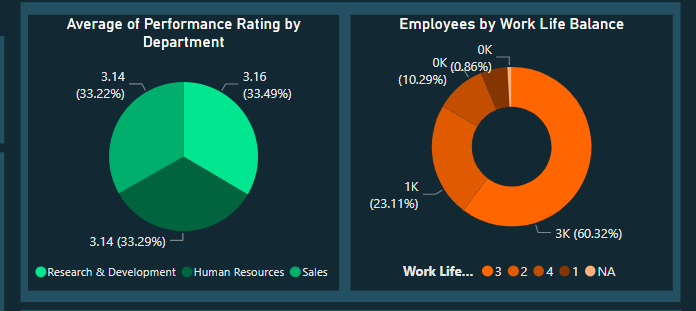 Average of Performance Rating by
Department
3.14
(33.22%)
3.16
(33.49%)
3.14 (33.29%)
Research & Development Human Resources Sales
Employees by Work Life Balance
0K
(0.86%)
0K
(10.29%)
1K
(23.11%)
3K (60.32%)
Work Life... 3 2 4 1 NA